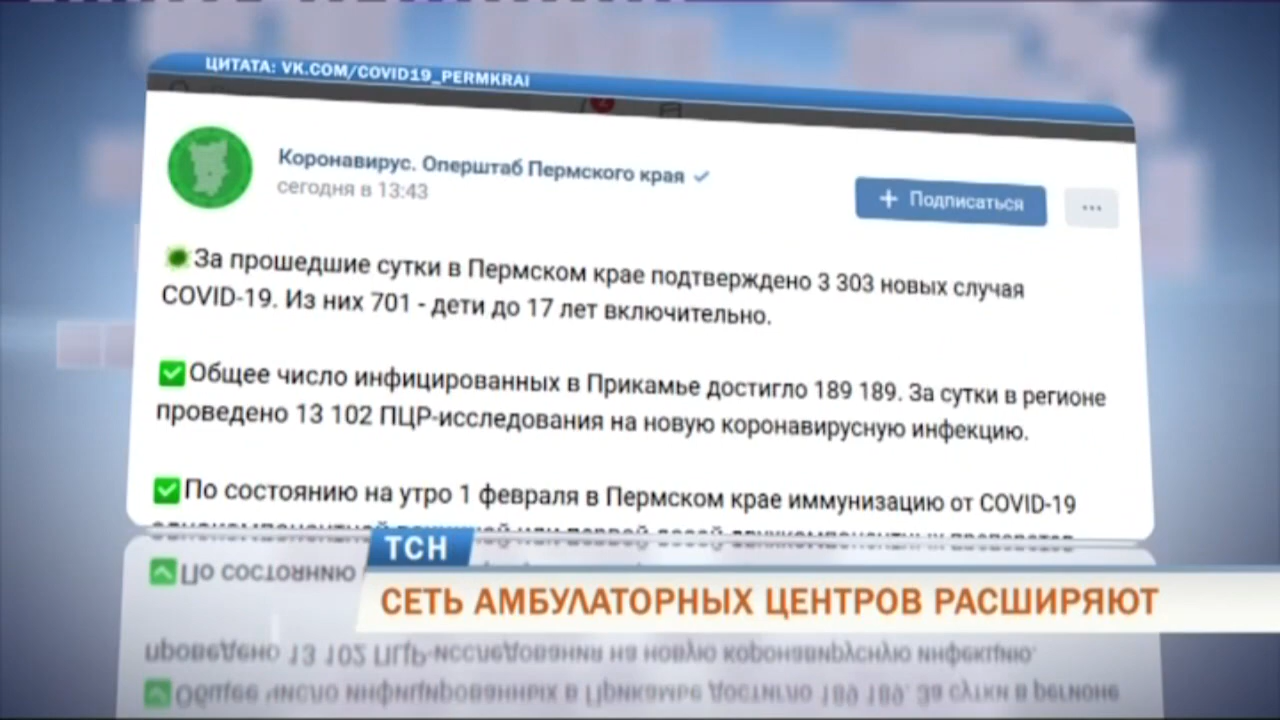 ЦИТАТА: VK.COM/COVID19_PERMKRAI
Коронавирус. Оперштаб Пермского края
сегодня в 13:43
+ Подписаться
...
За прошедшие сутки в Пермском крае подтверждено 3 303 новых случая
COVID-19. Из них 701 - дети до 17 лет включительно.
Общее число инфицированных в Прикамье достигло 189 189. За сутки в регионе
проведено 13 102 ПЦР-исследования на новую коронавирусную инфекцию.
По состоянию на утро 1 февраля в Пермском крае иммунизацию от COVID-19
ТСН
СЕТЬ АМБУЛАТОРНЫХ ЦЕНТРОВ РАСШИРЯЮТ